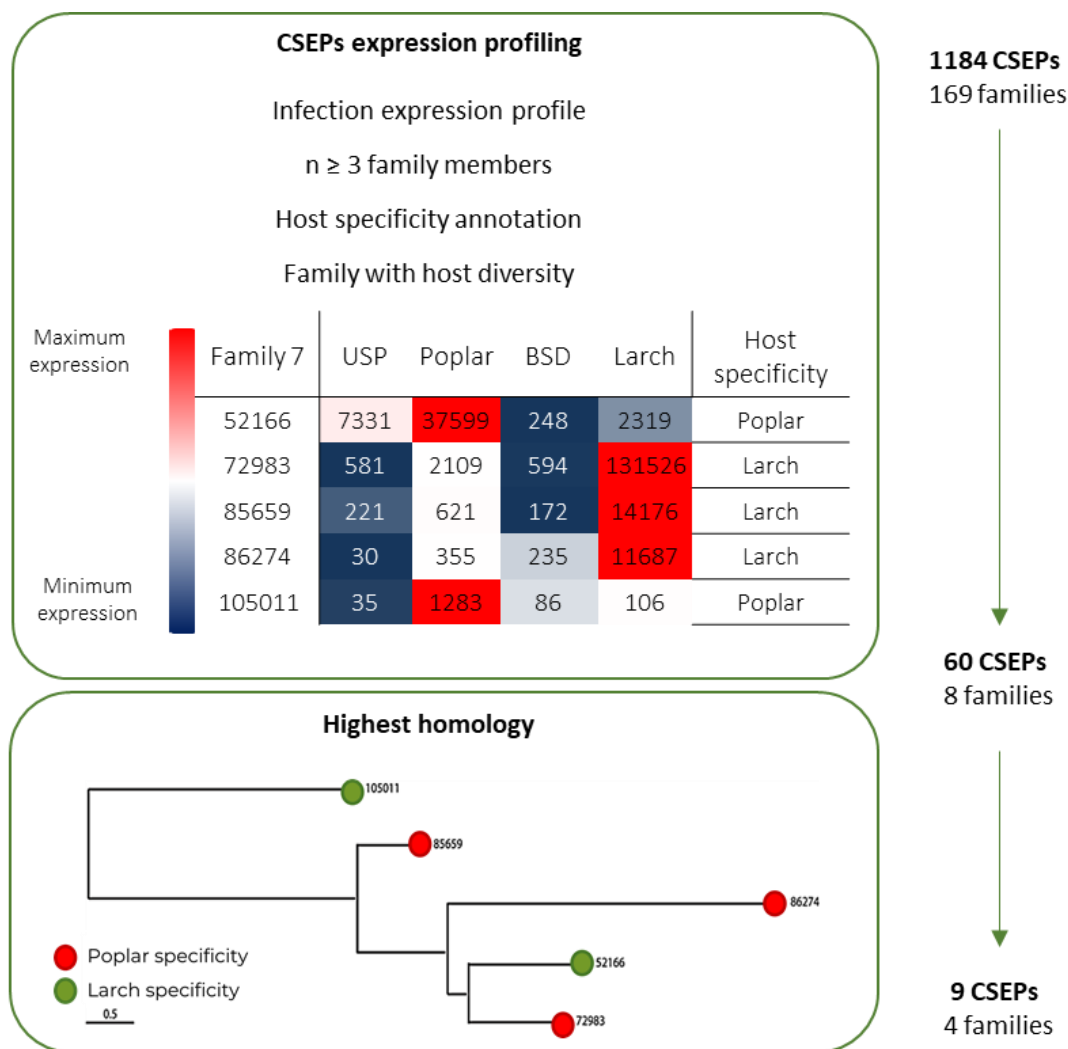 CSEPs expression profiling
Infection expression profile
n ≥ 3 family members
Host specificity annotation
Family with host diversity
Maximum
expression
Minimum
expression
Family 7 USP Poplar BSD Larch Host
specificity
52166 7331 37599 248 2319 Poplar
72983 581 2109 594 131526 Larch
85659 221 621 172 14176 Larch
86274 30 355 235 11687 Larch
105011 35 1283 86 106 Poplar
1184 CSEPs
169 families
60 CSEPs
8 families
Highest homology
105011
85659
86274
52166
72983
Poplar specificity
Larch specificity
0.5
9 CSEPs
4 families